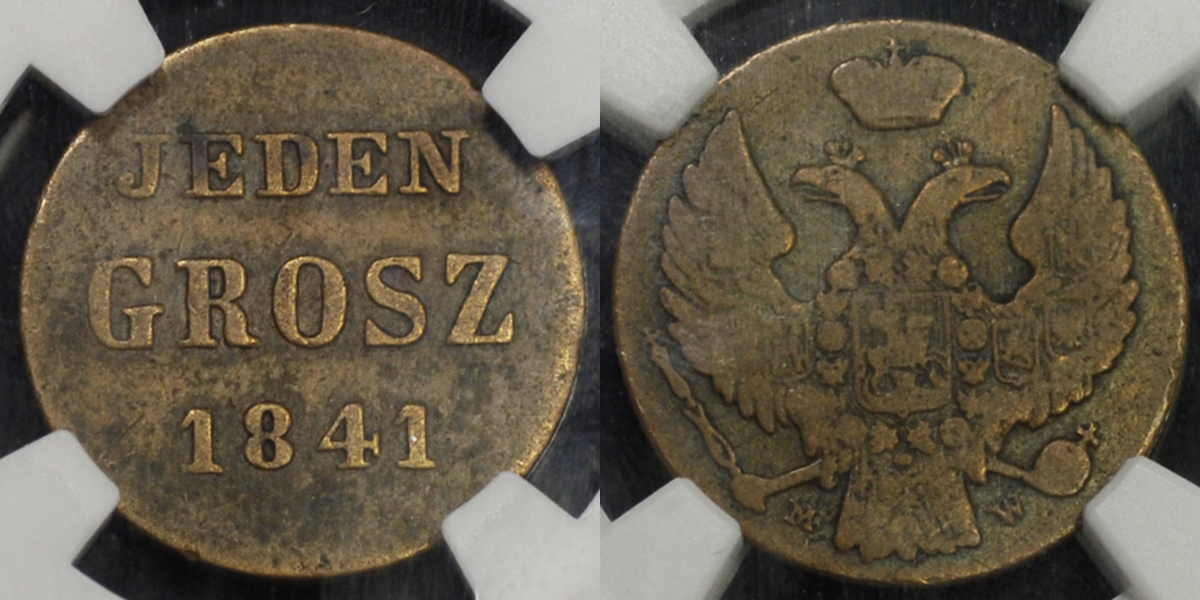 JEDEN
GROSZ
1841
M W